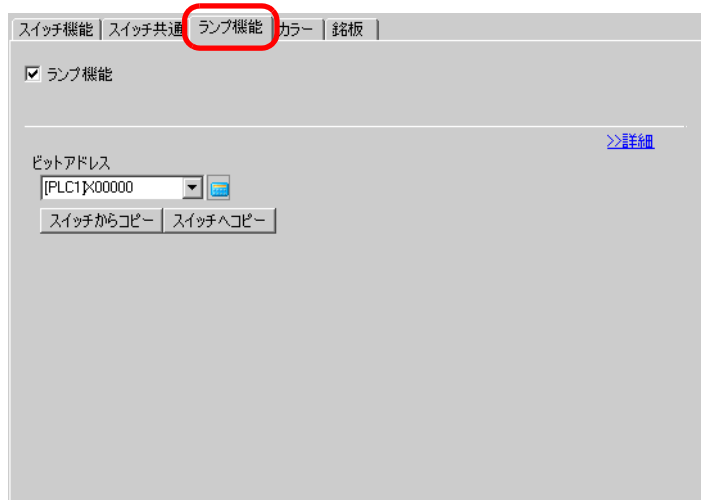 スイッチ機能 スイッチ共通 ランプ機能 カラー 銘板
ランプ機能
>>詳細
ビットアドレス
[PLC1]X00000
スイッチからコピー スイッチへコピー